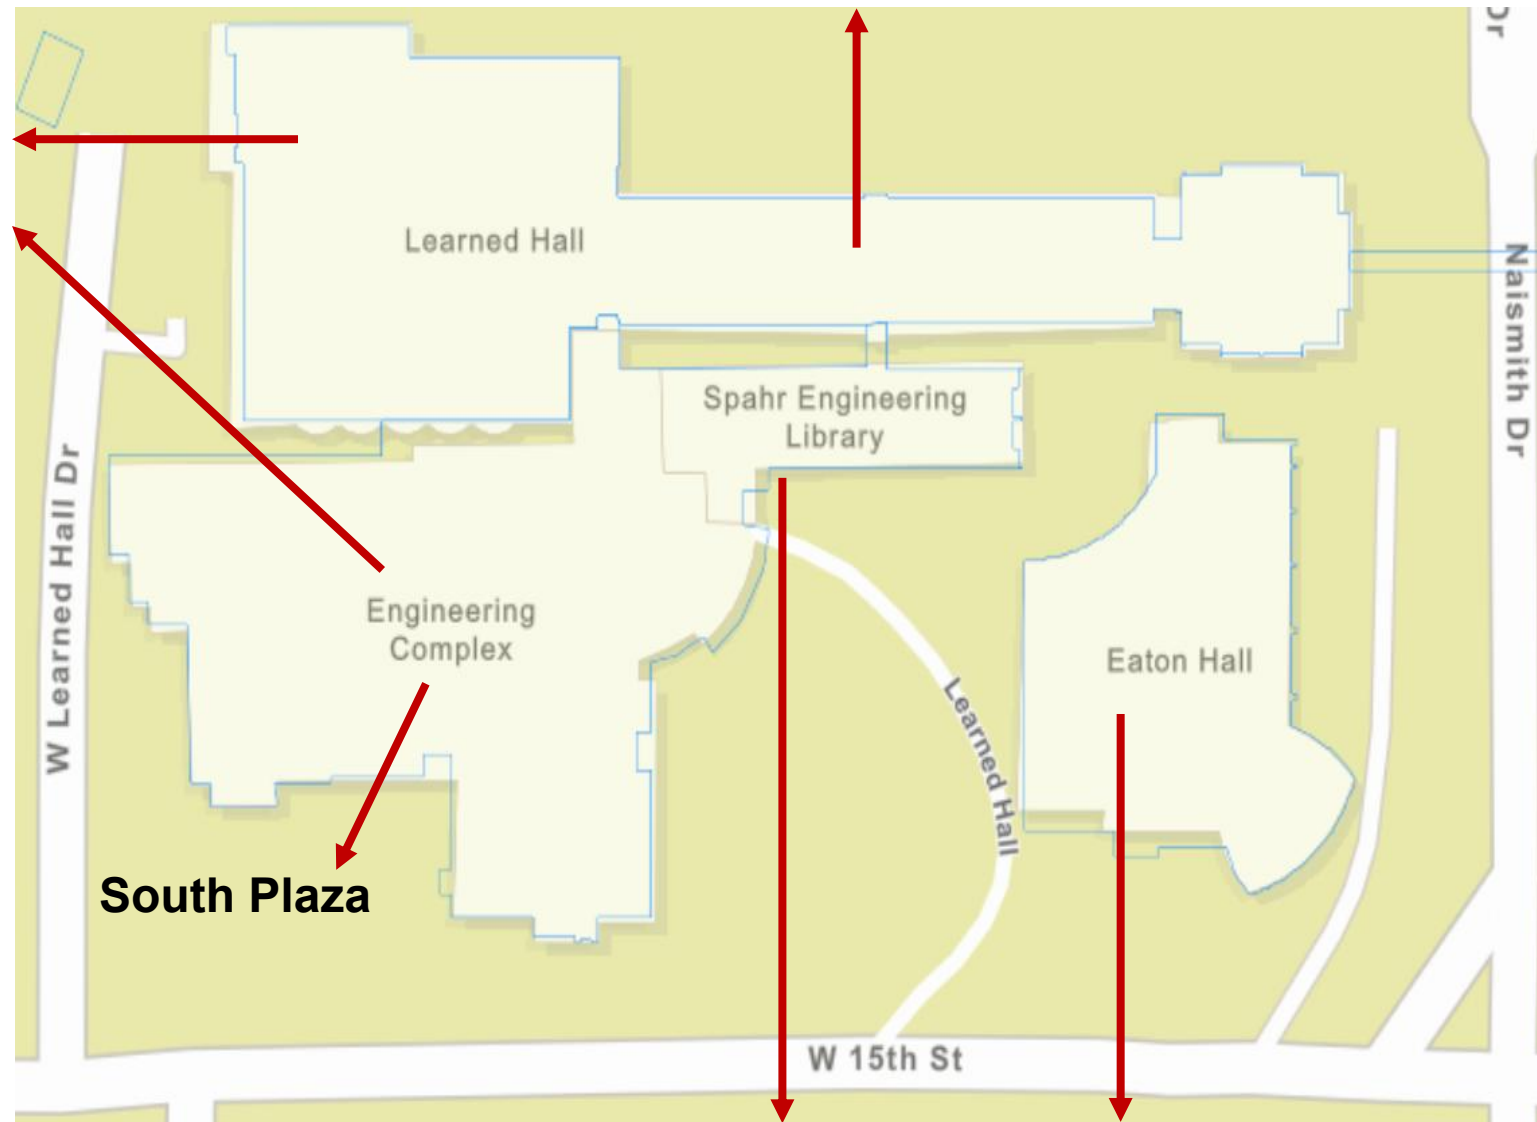 Dr
Learned Hall
Naismith Dr
Spahr Engineering
Library
W Learned Hall Dr
Engineering
Complex
Eaton Hall
Learned Hall
South Plaza
W 15th St